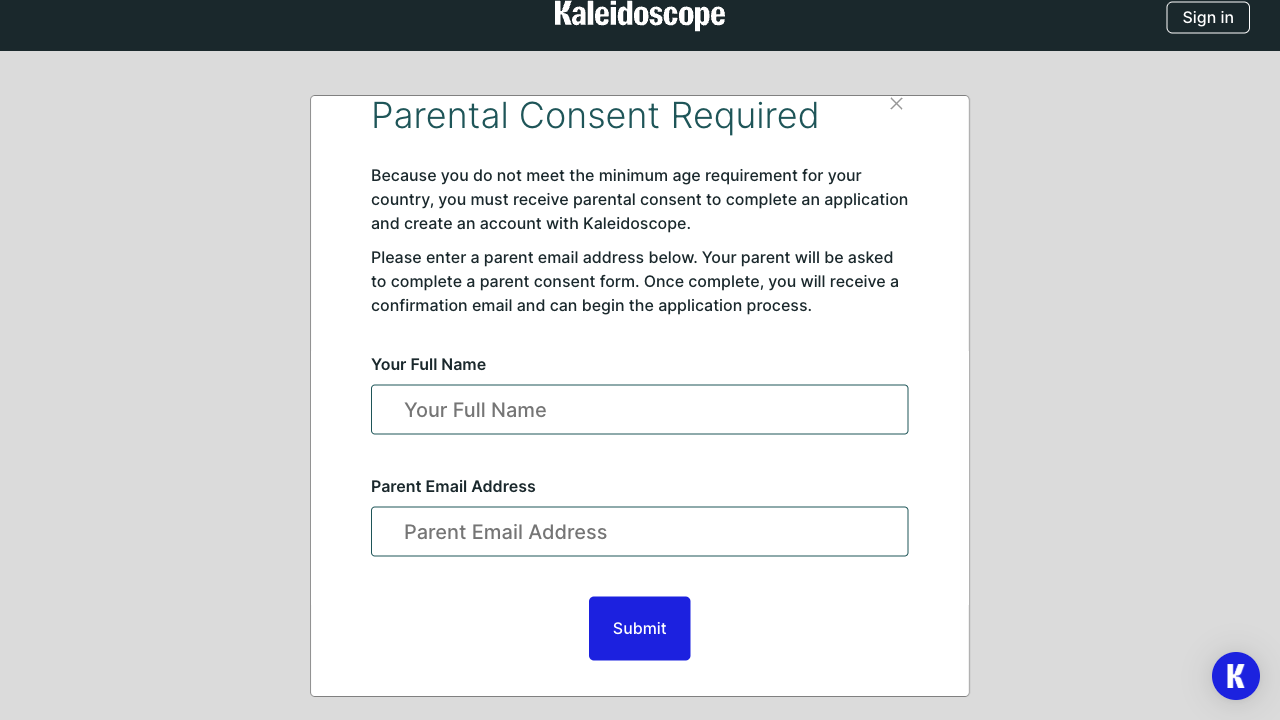 Kaleidoscope
Sign in
Parental Consent Required
Because you do not meet the minimum age requirement for your
country, you must receive parental consent to complete an application
and create an account with Kaleidoscope.
Please enter a parent email address below. Your parent will be asked
to complete a parent consent form. Once complete, you will receive a
confirmation email and can begin the application process.
Your Full Name
Your Full Name
Parent Email Address
Parent Email Address
Submit
K